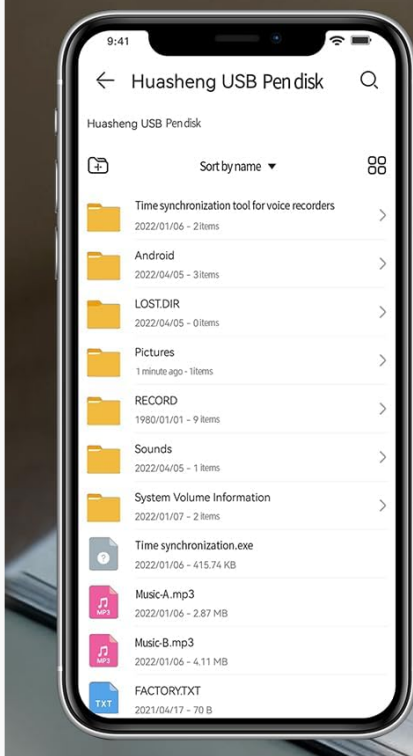 9:41
Huasheng USB Pen disk
Huasheng USB Pen disk
Sort by name
Time synchronization tool for voice recorders
2022/01/06 - 2 items
Android
2022/04/05 - 3 items
LOST.DIR
2022/04/05 - 0 items
Pictures
1 minute ago - 1 items
RECORD
1980/01/01 - 9 items
Sounds
2022/04/05 - 1 items
System Volume Information
2022/01/07 - 2 items
Time synchronization.exe
2022/01/06 - 415.74 KB
Music-A.mp3
MP3
2022/01/06 - 2.87 MB
Music-B.mp3
MP3
2022/01/06 - 4.11 MB
FACTORY.TXT
TXT
2021/04/17 - 70 B